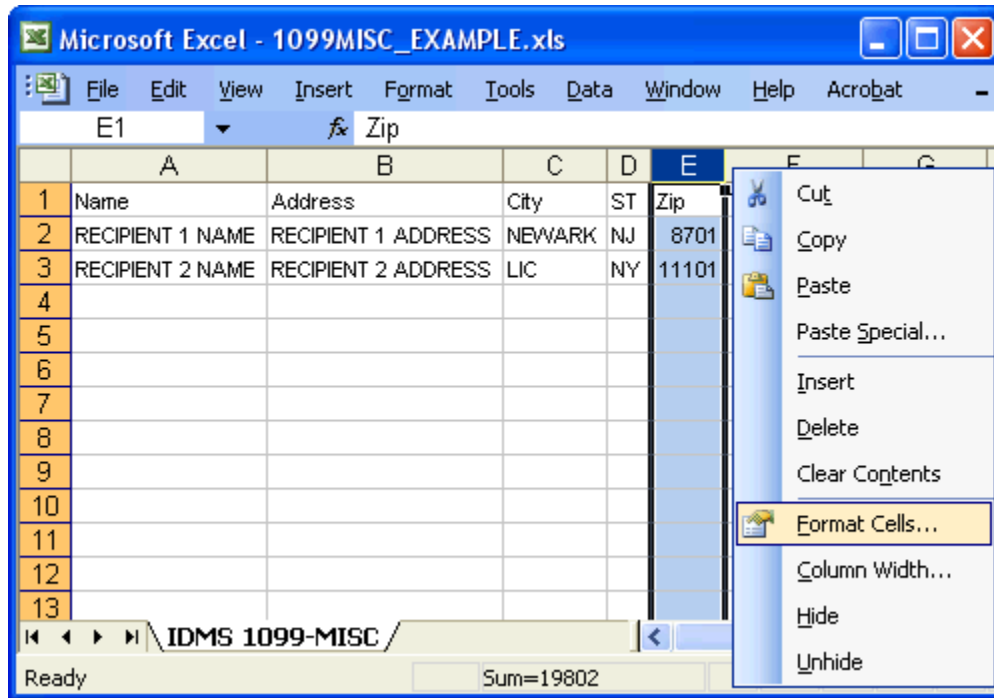 Microsoft Excel - 1099MISC_EXAMPLE.xls
File Edit View Insert Format Tools Data Window Help Acrobat
E1 fx Zip
A B C D E F G
1 Name Address City ST Zip
2 RECIPIENT 1 NAME RECIPIENT 1 ADDRESS NEWARK NJ 8701
3 RECIPIENT 2 NAME RECIPIENT 2 ADDRESS LIC NY 11101
4
5
6
7
8
9
10
11
12
13
Cut
Copy
Paste
Paste Special...
Insert
Delete
Clear Contents
Format Cells...
Column Width...
Hide
Unhide
IDMS 1099-MISC
Ready Sum=19802